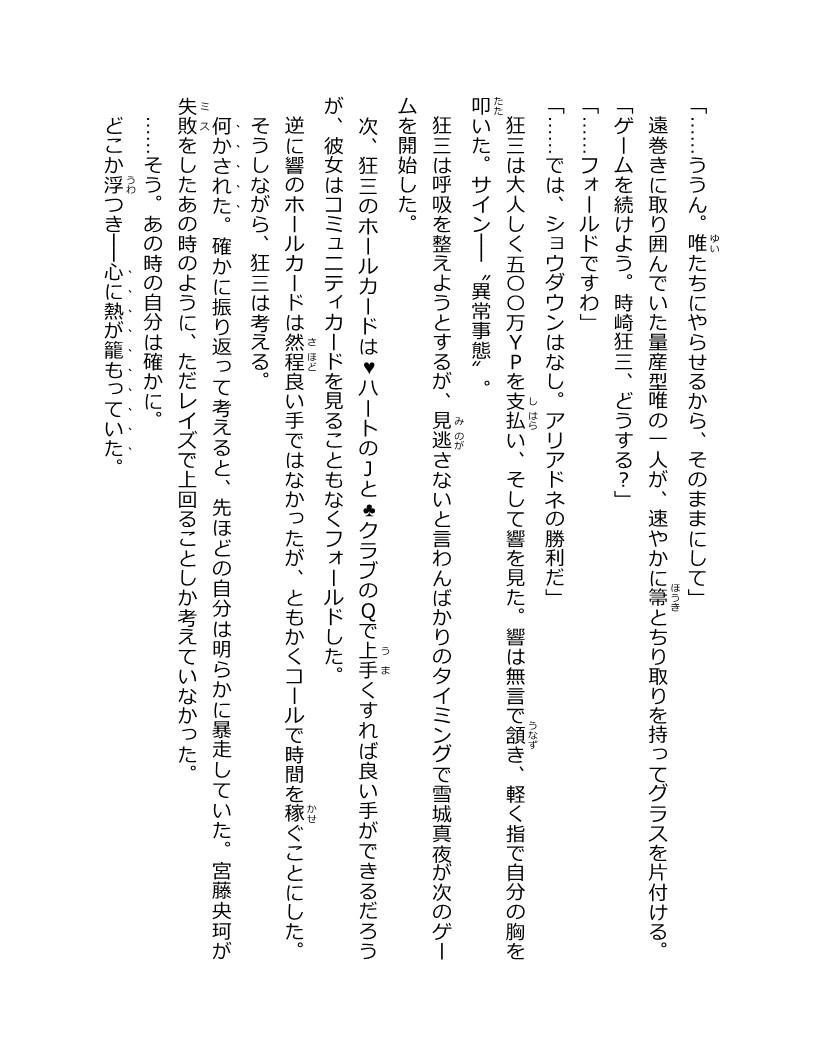 「……ううん。唯たちにやらせるから、そのままにして」
遠巻きに取り囲んでいた量産型唯の一人が、速やかに箒とちり取りを持ってグラスを片付ける。
「ゲームを続けよう。時崎狂三、どうする？」
「……フォールドですわ」
「……では、ショウダウンはなし。アリアドネの勝利だ」
狂三は大人しく五〇〇万ＹＰを支払い、そして響を見た。響は無言で頷き、軽く指で自分の胸を
叩いた。サイン──〝異常事態〟。
狂三は呼吸を整えようとするが、見逃さないと言わんばかりのタイミングで雪城真夜が次のゲー
ムを開始した。
次、狂三のホールカードは♥ハートのＪと♣クラブのＱで上手くすれば良い手ができるだろう
が、彼女はコミュニティカードを見ることもなくフォールドした。
逆に響のホールカードは然程良い手ではなかったが、ともかくコールで時間を稼ぐことにした。
そうしながら、狂三は考える。
何かされた。確かに振り返って考えると、先ほどの自分は明らかに暴走していた。宮藤央珂が
失敗をしたあの時のように、ただレイズで上回ることしか考えていなかった。
……そう。あの時の自分は確かに。
どこか浮つき──心に熱が籠もっていた。